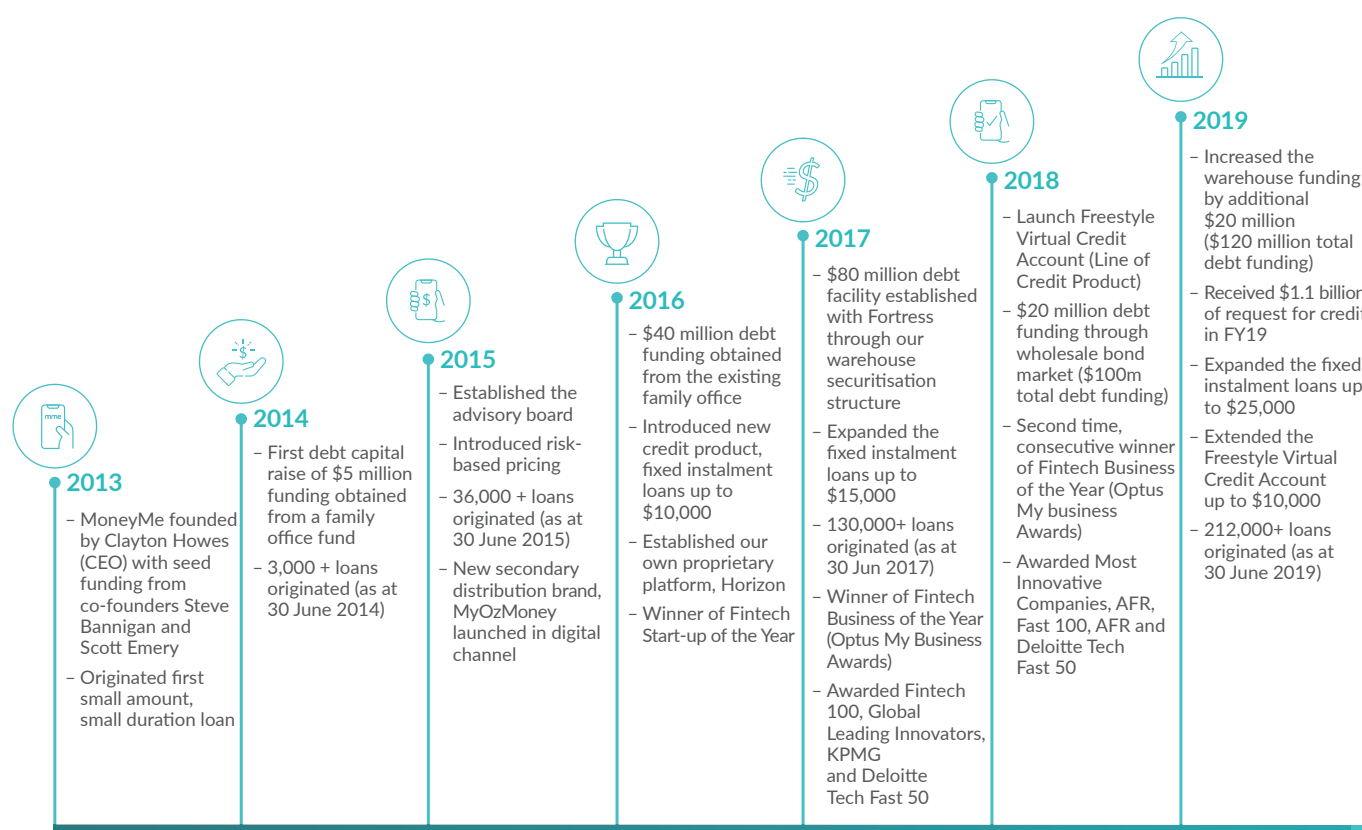 mme
2013
– MoneyMe founded
by Clayton Howes
(CEO) with seed
funding from
co-founders Steve
Bannigan and
Scott Emery
– Originated first
small amount,
small duration loan
$
2014
– First debt capital
raise of $5 million
funding obtained
from a family
office fund
– 3,000 + loans
originated (as at
30 June 2014)
$
2015
– Established the
advisory board
– Introduced risk-
based pricing
– 36,000 + loans
originated (as at
30 June 2015)
– New secondary
distribution brand,
MyOzMoney
launched in digital
channel
2016
– $40 million debt
funding obtained
from the existing
family office
– Introduced new
credit product,
fixed instalment
loans up to
$10,000
– Established our
own proprietary
platform, Horizon
– Winner of Fintech
Start-up of the Year
$
2017
– $80 million debt
facility established
with Fortress
through our
warehouse
securitisation
structure
– Expanded the
fixed instalment
loans up to
$15,000
– 130,000+ loans
originated (as at
30 Jun 2017)
– Winner of Fintech
Business of the Year
(Optus My Business
Awards)
– Awarded Fintech
100, Global
Leading Innovators,
KPMG
and Deloitte
Tech Fast 50
2018
– Launch Freestyle
Virtual Credit
Account (Line of
Credit Product)
– $20 million debt
funding through
wholesale bond
market ($100m
total debt funding)
– Second time,
consecutive winner
of Fintech Business
of the Year (Optus
My business
Awards)
– Awarded Most
Innovative
Companies, AFR,
Fast 100, AFR and
Deloitte Tech
Fast 50
2019
– Increased the
warehouse funding
by additional
$20 million
($120 million total
debt funding)
– Received $1.1 billion
of request for credit
in FY19
– Expanded the fixed
instalment loans up
to $25,000
– Extended the
Freestyle Virtual
Credit Account
up to $10,000
– 212,000+ loans
originated (as at
30 June 2019)